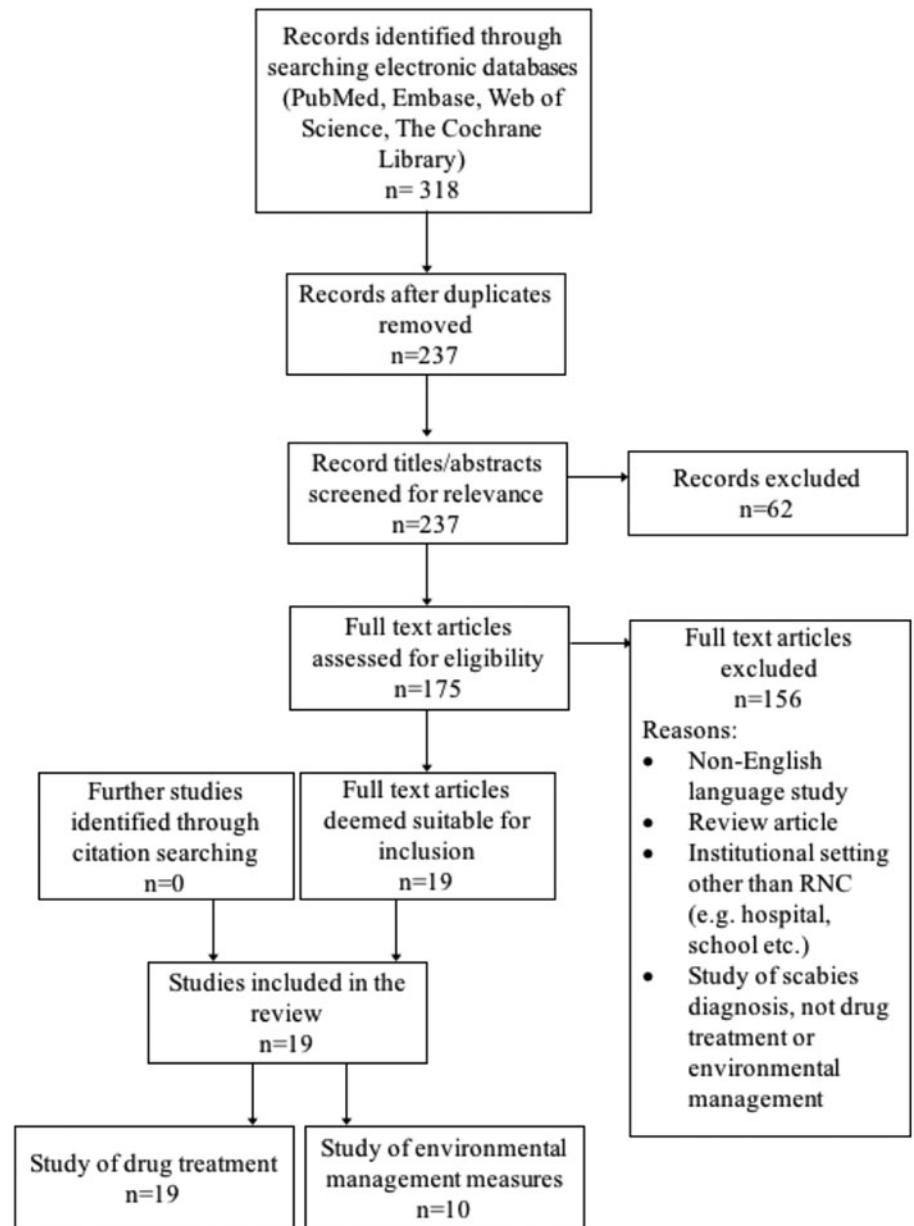 Records identified through
searching electronic databases
(PubMed, Embase, Web of
Science, The Cochrane
Library)
n= 318
Records after duplicates
removed
n=237
Record titles/abstracts
screened for relevance
n=237
Records excluded
n=62
Full text articles
assessed for eligibility
n=175
Full text articles
excluded
n=156
Reasons:
• Non-English
language study
• Review article
• Institutional setting
other than RNC
(e.g. hospital,
school etc.)
• Study of scabies
diagnosis, not drug
treatment or
environmental
management
Further studies
identified through
citation searching
n=0
Full text articles
deemed suitable for
inclusion
n=19
Studies included in the
review
n=19
Study of drug treatment
n=19
Study of environmental
management measures
n=10